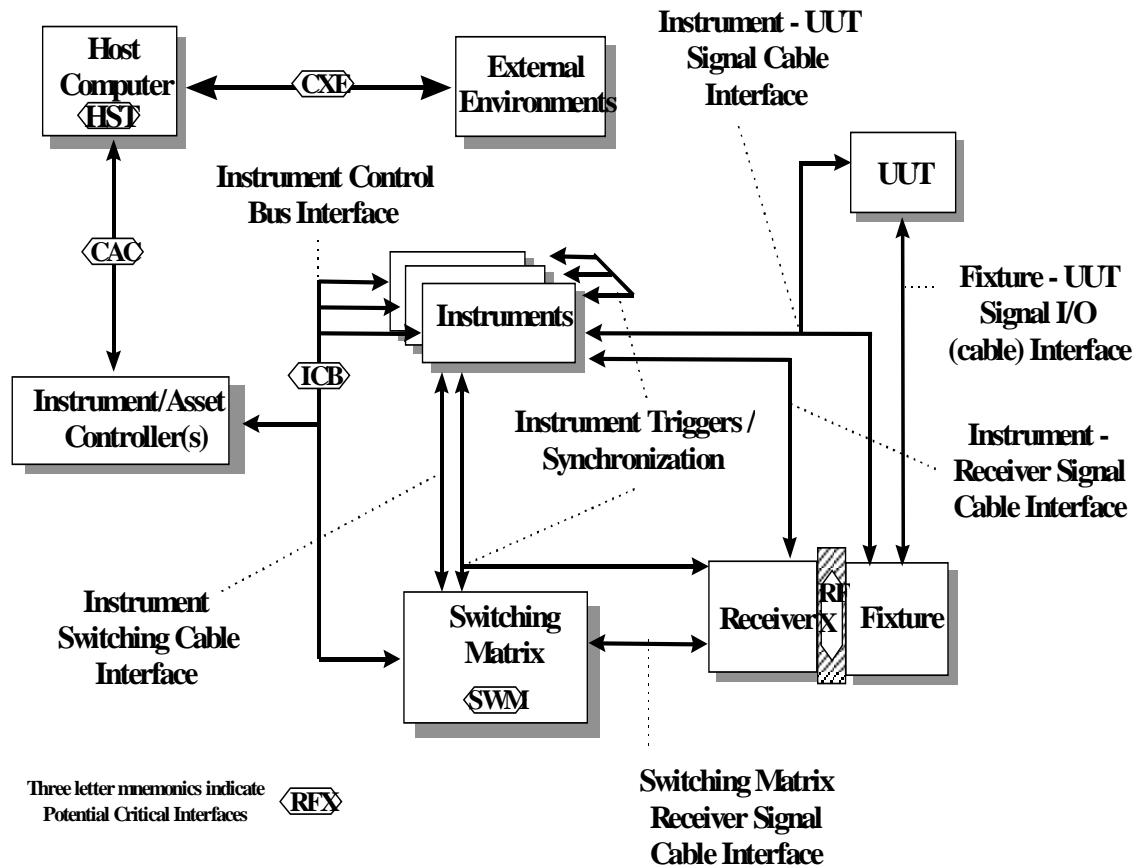 Host
Computer
HST
CXE
External
Environments
Instrument - UUT
Signal Cable
Interface
UUT
Instrument Control
Bus Interface
CAC
Instruments
Fixture - UUT
Signal I/O
(cable) Interface
ICB
Instrument/Asset
Controller(s)
Instrument Triggers /
Synchronization
Instrument -
Receiver Signal
Cable Interface
Instrument
Switching Cable
Interface
Switching
Matrix
SWM
Receiver
RF
X
Fixture
Three letter mnemonics indicate
Potential Critical Interfaces
RFX
Switching Matrix
Receiver Signal
Cable Interface